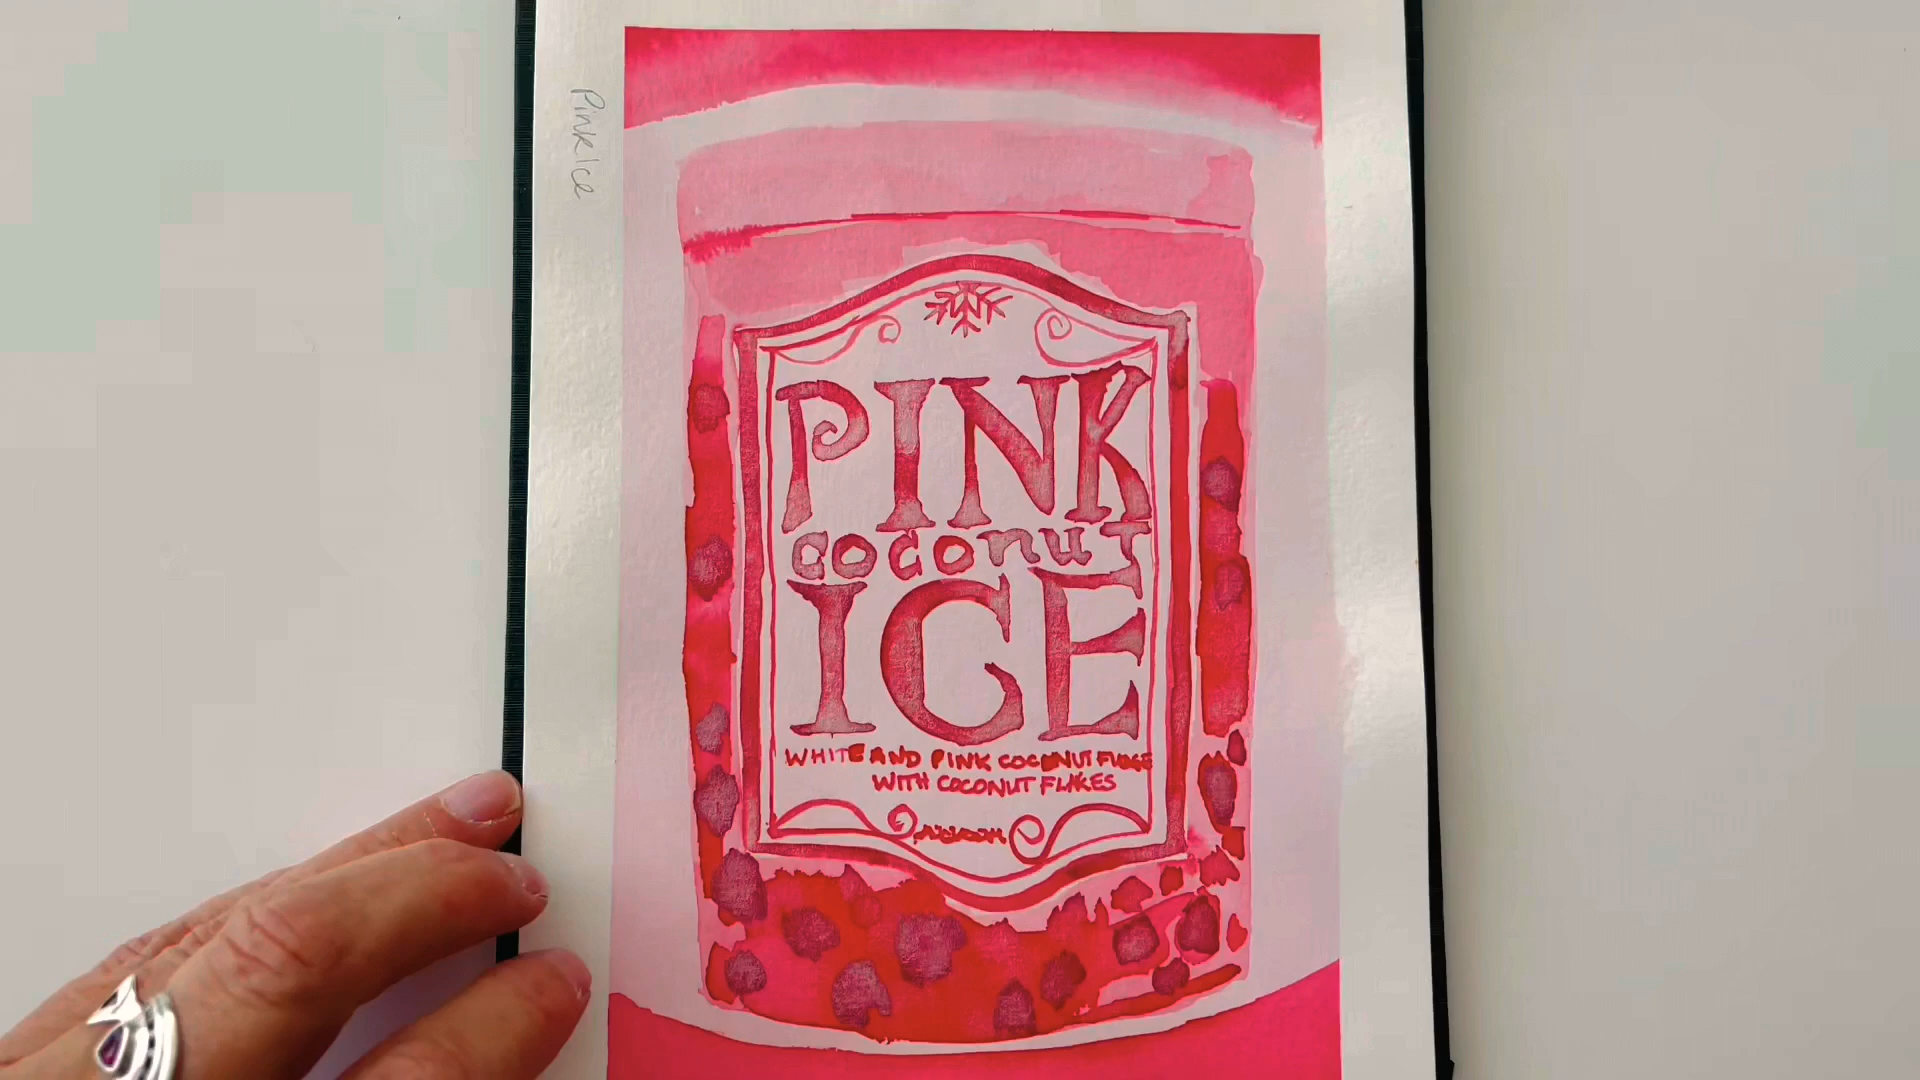 Pink Ice
PINK
coconut
ICE
WHITE AND PINK COCONUT FUDGE
WITH COCONUT FLAKES